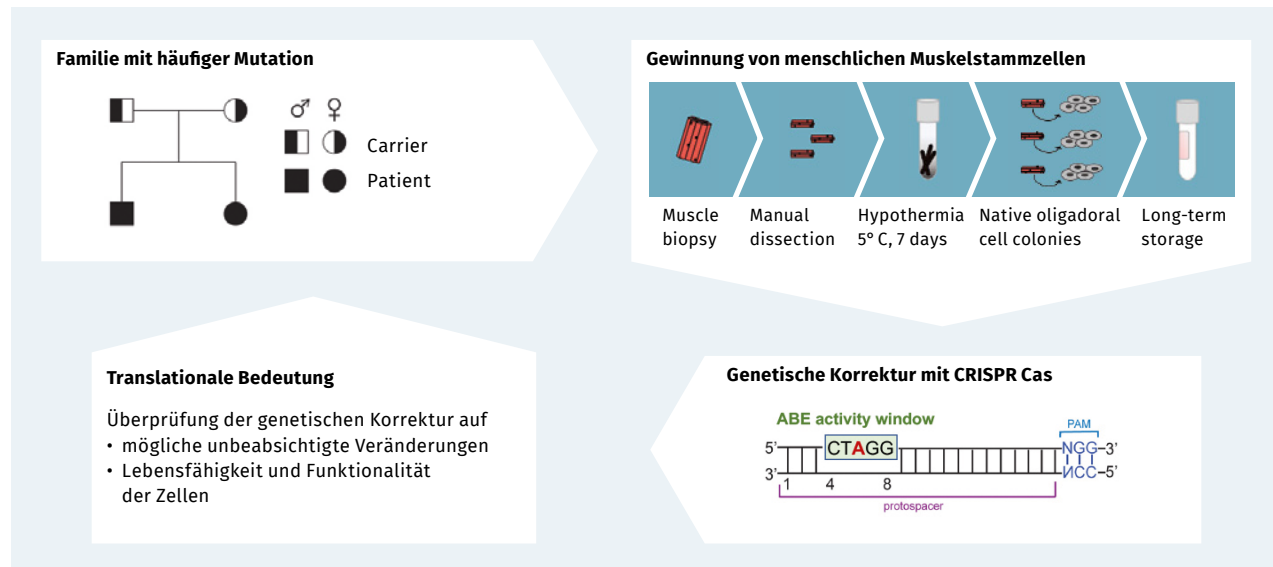 Familie mit häufiger Mutation
♂ ♀
Carrier
Patient
Gewinnung von menschlichen Muskelstammzellen
Muscle
biopsy
Manual
dissection
Hypothermia
5° C, 7 days
Native oligadoral
cell colonies
Long-term
storage
Translationale Bedeutung
Überprüfung der genetischen Korrektur auf
• mögliche unbeabsichtigte Veränderungen
• Lebensfähigkeit und Funktionalität
der Zellen
Genetische Korrektur mit CRISPR Cas
ABE activity window
PAM
5' CTAGG NGG–3'
3' NCC–5'
1 4 8
protospacer